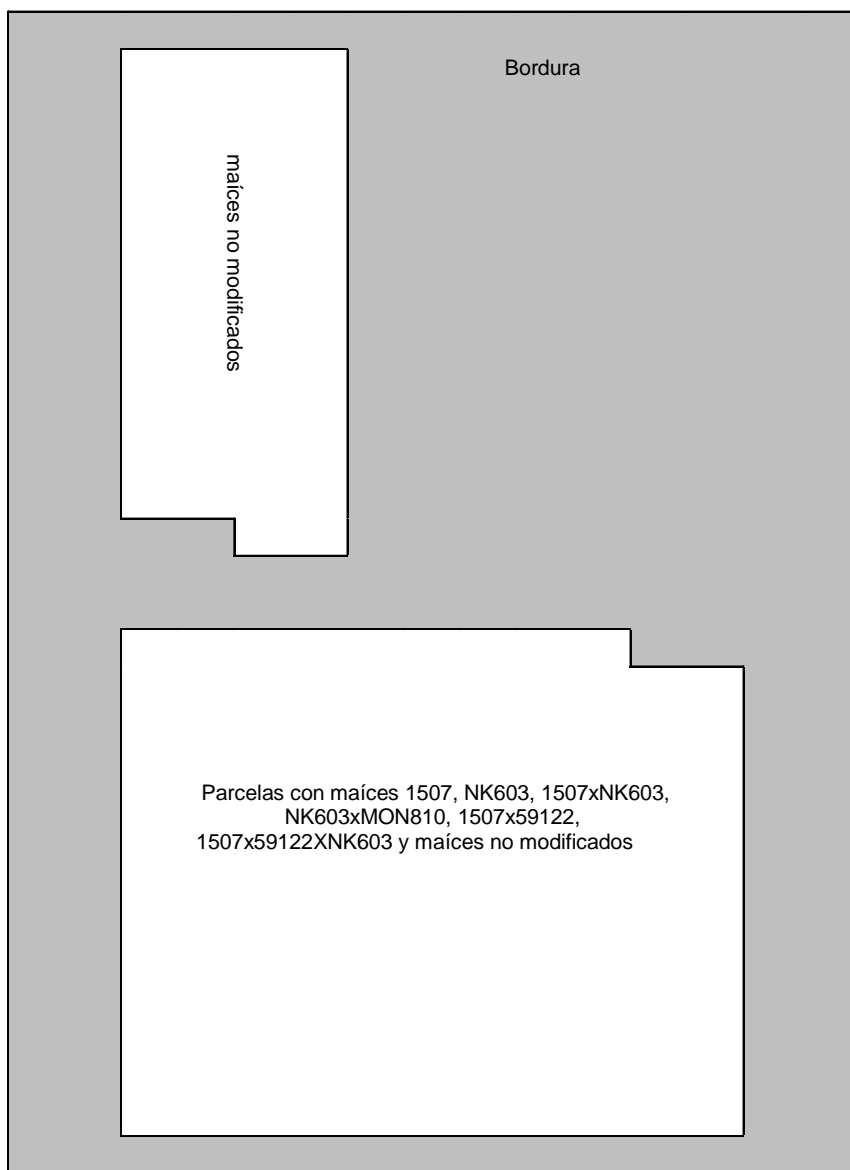 Bordura
maíces no modificados
Parcelas con maíces 1507, NK603, 1507xNK603,
NK603xMON810, 1507x59122,
1507x59122XNK603 y maíces no modificados